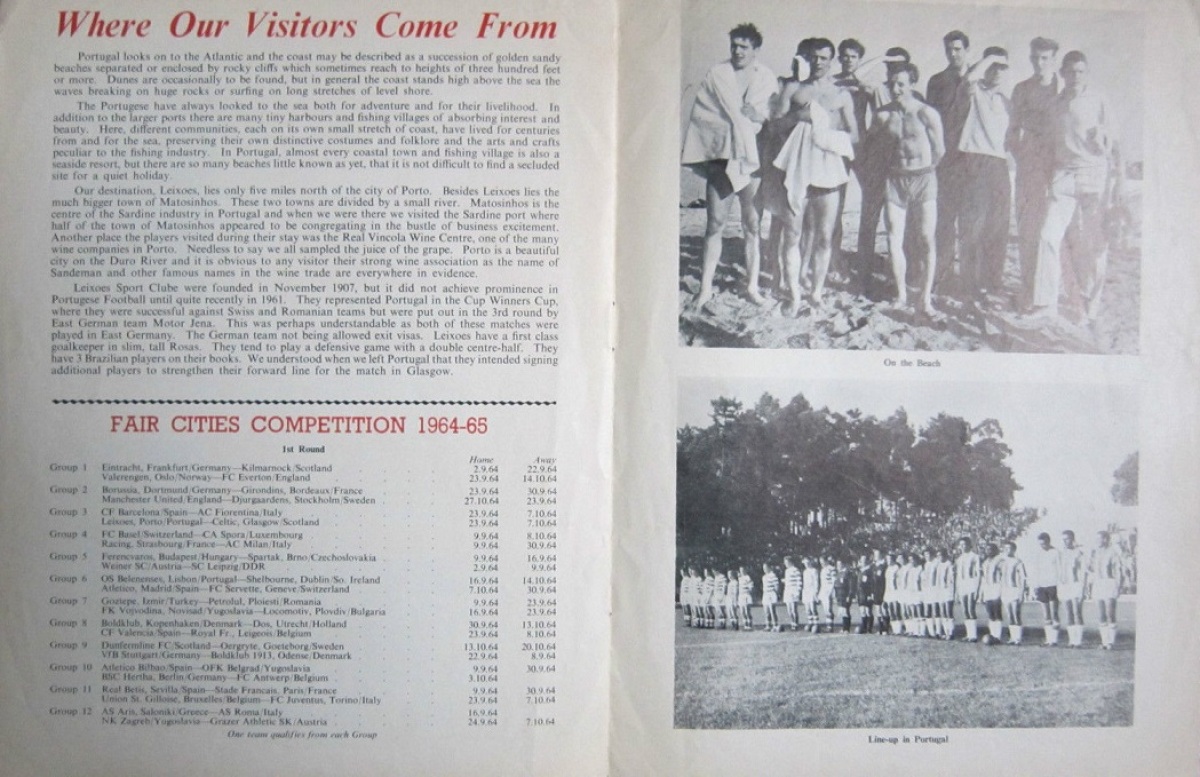 Where Our Visitors Come From
Portugal looks on to the Atlantic and the coast may be described as a succession of golden sandy
beaches separated or enclosed by rocky cliffs which sometimes reach to heights of three hundred feet
or more. Dunes are occasionally to be found, but in general the coast stands high above the sea the
waves breaking on huge rocks or surfing on long stretches of level shore.
The Portugese have always looked to the sea both for adventure and for their livelihood. In
addition to the larger ports there are many tiny harbours and fishing villages of absorbing interest and
beauty. Here, different communities, each on its own small stretch of coast, have lived for centuries
from and for the sea, preserving their own distinctive costumes and folklore and the arts and crafts
peculiar to the fishing industry. In Portugal, almost every coastal town and fishing village is also a
seaside resort, but there are so many beaches little known as yet, that it is not difficult to find a secluded
site for a quiet holiday.
Our destination, Leixoes, lies only five miles north of the city of Porto. Besides Leixoes lies the
much bigger town of Matosinhos. These two towns are divided by a small river. Matosinhos is the
centre of the Sardine industry in Portugal and when we were there we visited the Sardine port where
half of the town of Matosinhos appeared to be congregating in the bustle of business excitement.
Another place the players visited during their stay was the Real Vincola Wine Centre, one of the many
wine companies in Porto. Needless to say we all sampled the juice of the grape. Porto is a beautiful
city on the Duro River and it is obvious to any visitor their strong wine association as the name of
Sandeman and other famous names in the wine trade are everywhere in evidence.
Leixoes Sport Clube were founded in November 1907, but it did not achieve prominence in
Portugese Football until quite recently in 1961. They represented Portugal in the Cup Winners Cup,
where they were successful against Swiss and Romanian teams but were put out in the 3rd round by
East German team Motor Jena. This was perhaps understandable as both of these matches were
played in East Germany. The German team not being allowed exit visas. Leixoes have a first class
goalkeeper in slim, tall Rosas. They tend to play a defensive game with a double centre-half. They
have 3 Brazilian players on their books. We understood when we left Portugal that they intended signing
additional players to strengthen their forward line for the match in Glasgow.
FAIR CITIES COMPETITION 1964-65
1st Round
Home Away
Group 1 Eintracht, Frankfurt/Germany—Kilmarnock/Scotland 2.9.64 22.9.64
Valerengen, Oslo/Norway—FC Everton/England 23.9.64 14.10.64
Group 2 Borussia, Dortmund/Germany—Girondins, Bordeaux/France 23.9.64 30.9.64
Manchester United/England—Djurgaardens, Stockholm/Sweden 27.10.64 23.9.64
Group 3 CF Barcelona/Spain—AC Fiorentina/Italy 23.9.64 7.10.64
Leixoes, Porto/Portugal—Celtic, Glasgow/Scotland 23.9.64 7.10.64
Group 4 FC Basel/Switzerland—CA Spora/Luxembourg 9.9.64 8.10.64
Racing, Strasbourg/France—AC Milan/Italy 9.9.64 30.9.64
Group 5 Ferencvaros, Budapest/Hungary—Spartak, Brno/Czechoslovakia 9.9.64 16.9.64
Weiner SC/Austria—SC Leipzig/DDR 2.9.64 9.9.64
Group 6 OS Belenenses, Lisbon/Portugal—Shelbourne, Dublin/So. Ireland 16.9.64 14.10.64
Atletico, Madrid/Spain—FC Servette, Geneve/Switzerland 7.10.64 30.9.64
Group 7 Goztepe, Izmir/Turkey—Petrolul, Ploiesti/Romania 9.9.64 23.9.64
FK Vojvodina, Novisad/Yugoslavia—Locomotiv, Plovdiv/Bulgaria 16.9.64 23.9.64
Group 8 Boldklub, Kopenhaken/Denmark—Dos, Utrecht/Holland 30.9.64 13.10.64
CF Valencia/Spain—Royal Fr., Leigeois/Belgium 23.9.64 8.10.64
Group 9 Dunfermline FC/Scotland—Oergryte, Goeteborg/Sweden 13.10.64 20.10.64
VfB Stuttgart/Germany—Boldklub 1913, Odense/Denmark 22.9.64 8.9.64
Group 10 Atletico Bilbao/Spain—OFK Belgrad/Yugoslavia 9.9.64 30.9.64
BSC Hertha, Berlin/Germany—FC Antwerp/Belgium 3.10.64
Group 11 Real Betis, Sevilla/Spain—Stade Francais, Paris/France 9.9.64 30.9.64
Union St. Gilloise, Bruxelles/Belgium—FC Juventus, Torino/Italy 23.9.64 7.10.64
Group 12 AS Aris, Saloniki/Greece—AS Roma/Italy 16.9.64
NK Zagreb/Yugoslavia—Grazer Athletic SK/Austria 24.9.64 7.10.64
One team qualifies from each Group
On the Beach
Line-up in Portugal